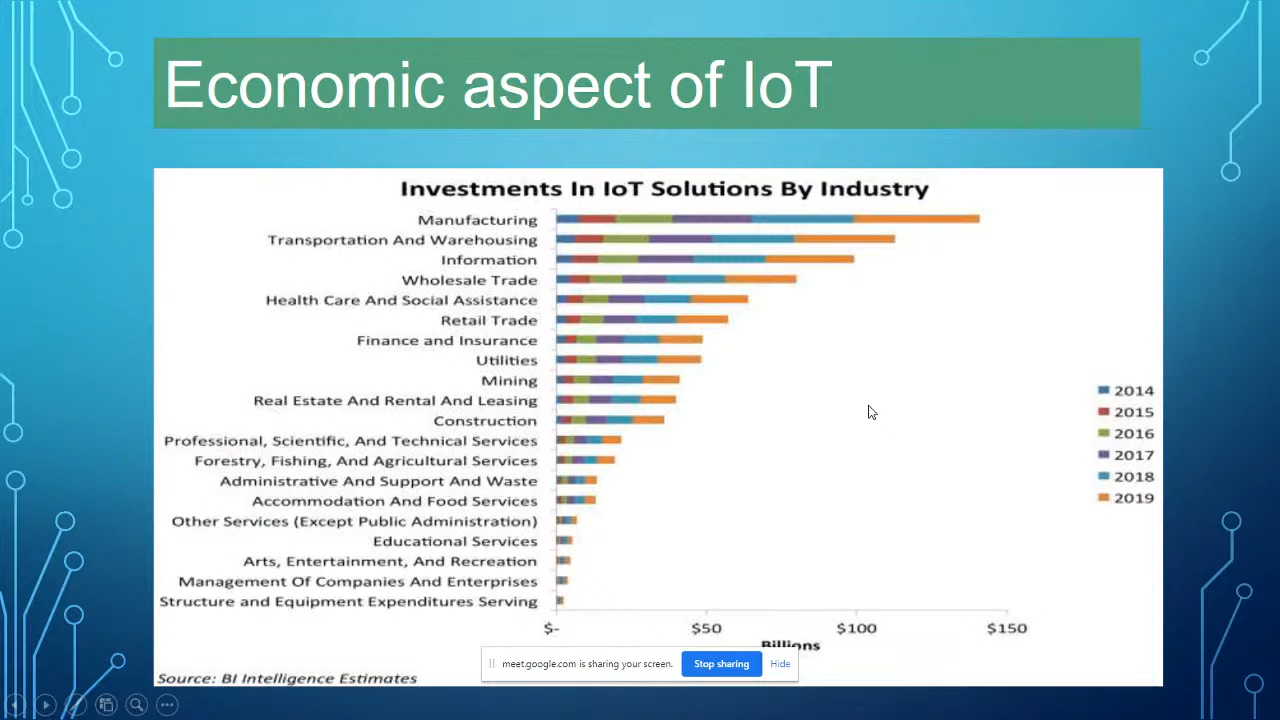 Economic aspect of IoT
Investments In IoT Solutions By Industry
Manufacturing
Transportation And Warehousing
Information
Wholesale Trade
Health Care And Social Assistance
Retail Trade
Finance and Insurance
Utilities
Mining
Real Estate And Rental And Leasing
Construction
Professional, Scientific, And Technical Services
Forestry, Fishing, And Agricultural Services
Administrative And Support And Waste
Accommodation And Food Services
Other Services (Except Public Administration)
Educational Services
Arts, Entertainment, And Recreation
Management Of Companies And Enterprises
Structure and Equipment Expenditures Serving
2014
2015
2016
2017
2018
2019
$- $50 $100 $150
Billions
meet.google.com is sharing your screen. Stop sharing Hide
Source: BI Intelligence Estimates